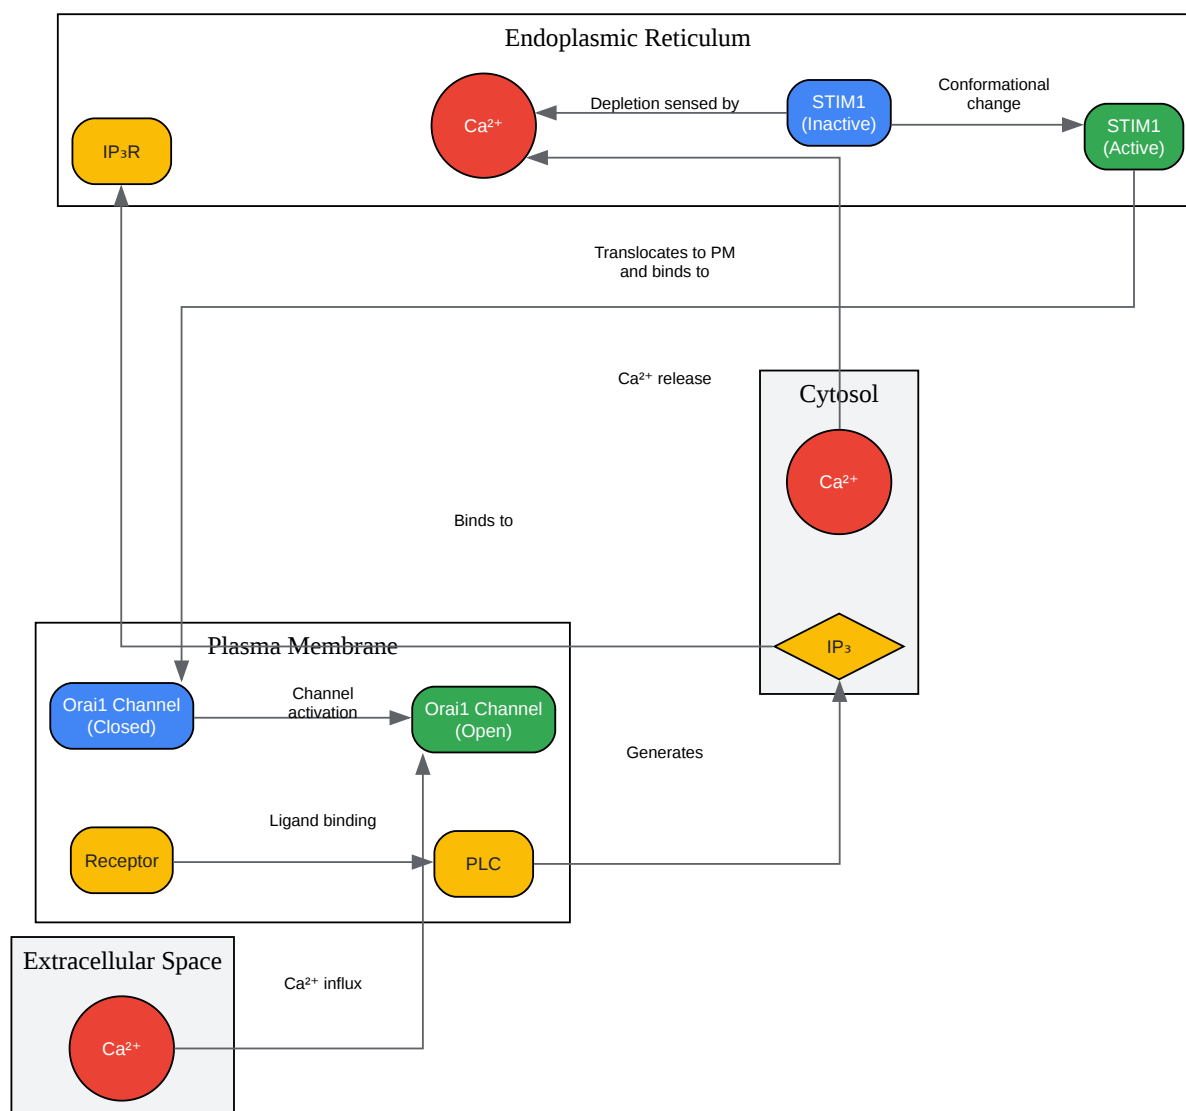 Endoplasmic Reticulum
Conformational
change
Depletion sensed by
STIM1
(Inactive)
Ca²⁺
STIM1
(Active)
IP₃R
Translocates to PM
and binds to
Ca²⁺ release
Cytosol
Ca²⁺
Binds to
IP₃
Plasma Membrane
Orai1 Channel
(Closed)
Channel
activation
Orai1 Channel
(Open)
Generates
Ligand binding
Receptor
PLC
Extracellular Space
Ca²⁺ influx
Ca²⁺